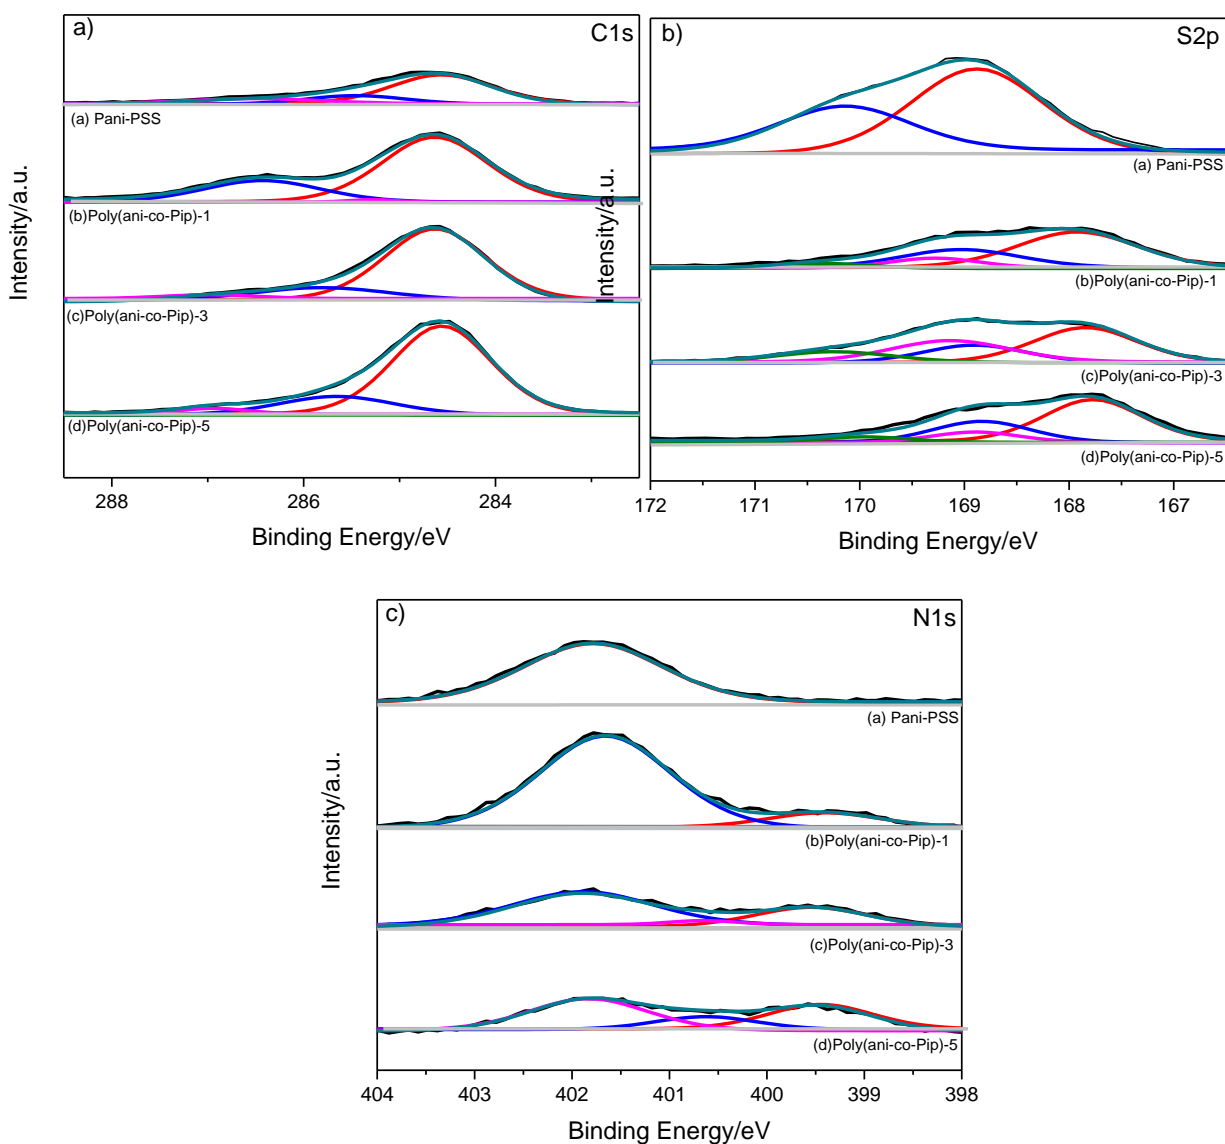 a)
C1s
(a) Pani-PSS
(b)Poly(ani-co-Pip)-1
(c)Poly(ani-co-Pip)-3
(d)Poly(ani-co-Pip)-5
Intensity/a.u.
288 286 284
Binding Energy/eV
b)
S2p
(a) Pani-PSS
(b)Poly(ani-co-Pip)-1
(c)Poly(ani-co-Pip)-3
(d)Poly(ani-co-Pip)-5
Intensity/a.u.
172 171 170 169 168 167
Binding Energy/eV
c)
N1s
(a) Pani-PSS
(b)Poly(ani-co-Pip)-1
(c)Poly(ani-co-Pip)-3
(d)Poly(ani-co-Pip)-5
Intensity/a.u.
404 403 402 401 400 399 398
Binding Energy/eV